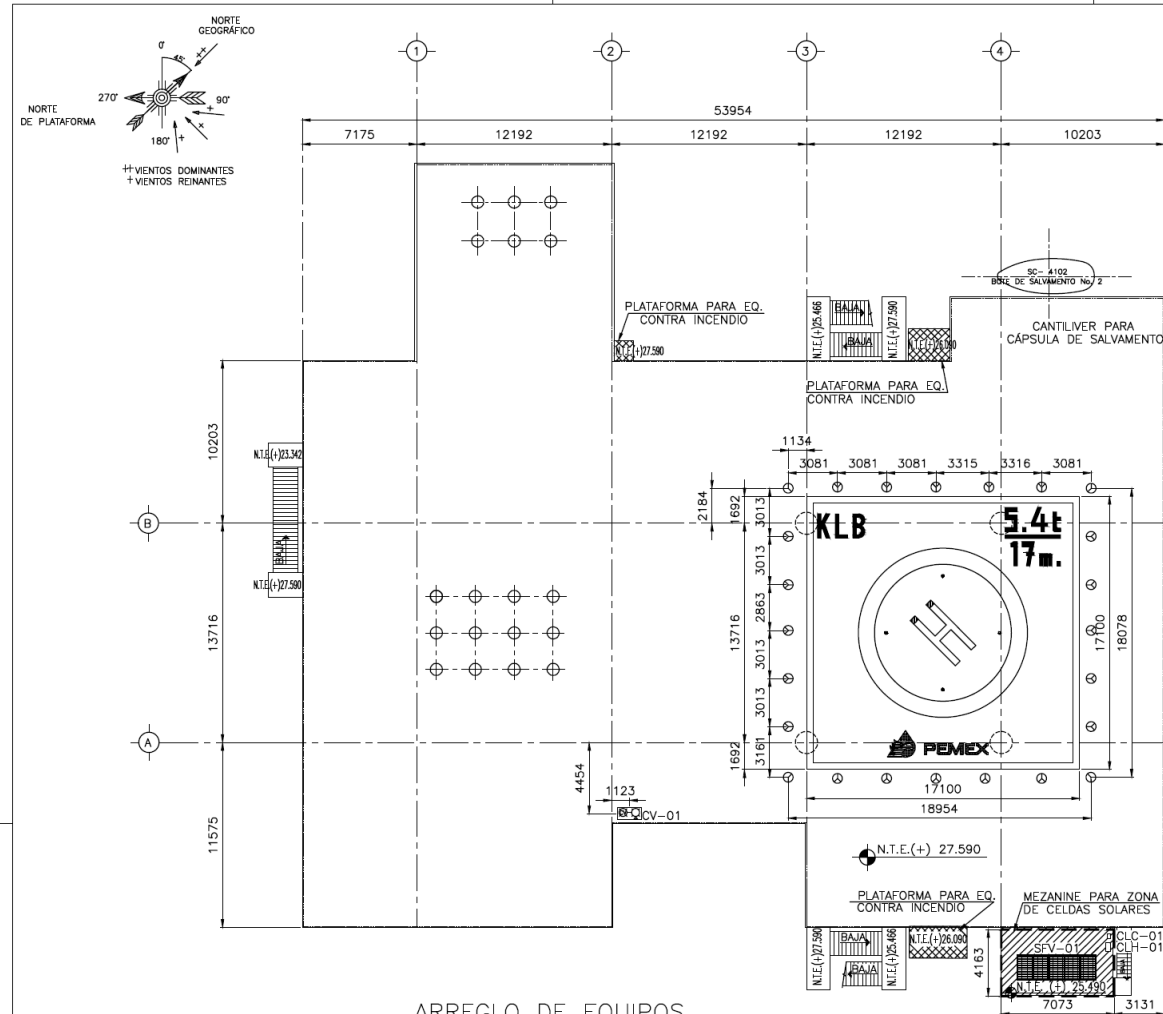 NORTE
GEOGRÁFICO
0°
45°
270°
90°
180°
NORTE
DE PLATAFORMA
++ VIENTOS DOMINANTES
+ VIENTOS REINANTES
1
2
3
4
53954
7175
12192
12192
12192
10203
SC- 4102
BOTE DE SALVAMENTO No. 2
CANTILIVER PARA
CÁPSULA DE SALVAMENTO
PLATAFORMA PARA EQ.
CONTRA INCENDIO
N.T.E.(+)27.590
N.T.E.(+)25.466
BAJA
BAJA
N.T.E.(+)27.590
N.T.E.(+)26.090
PLATAFORMA PARA EQ.
CONTRA INCENDIO
10203
13716
11575
B
A
N.T.E.(+)23.342
BAJA
N.T.E.(+)27.590
1134
3081
3081
3081
3315
3316
3081
2184
1692
13716
1692
3013
3013
2863
3013
3013
3161
KLB
5.4t
17m.
H
PEMEX
17100
18078
17100
18954
4454
1123
CV-01
N.T.E.(+) 27.590
PLATAFORMA PARA EQ.
CONTRA INCENDIO
MEZANINE PARA ZONA
DE CELDAS SOLARES
N.T.E.(+)27.590
BAJA
BAJA
N.T.E.(+)25.466
N.T.E.(+)26.090
4163
SFV-01
CLC-01
CLH-01
N.T.E. (+) 25.490
7073
3131
ARREGLO DE EQUIPOS